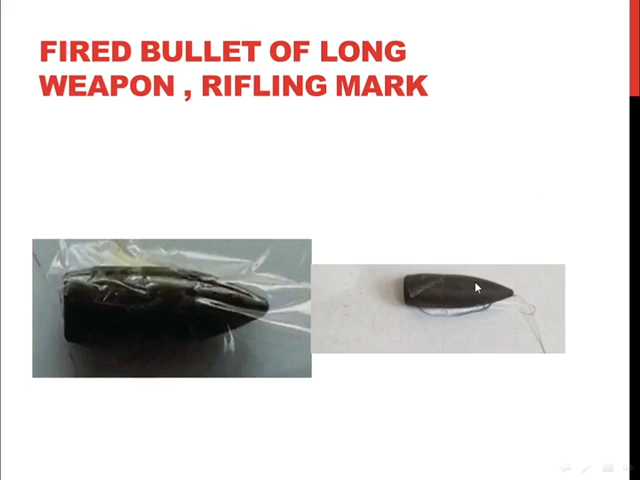 FIRED BULLET OF LONG
WEAPON , RIFLING MARK